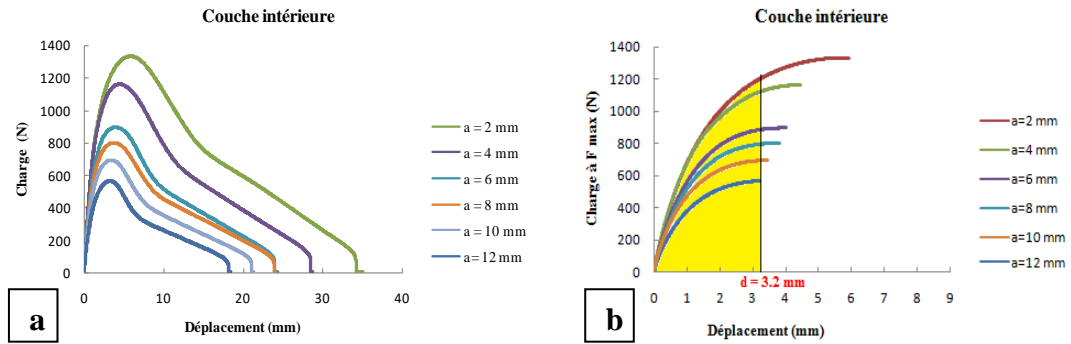 Couche intérieure
Charge (N)
1400
1200
1000
800
600
400
200
0
0 10 20 30 40
Déplacement (mm)
a = 2 mm
a = 4 mm
a = 6 mm
a = 8 mm
a = 10 mm
a = 12 mm
a
Couche intérieure
Charge à F max (N)
1400
1200
1000
800
600
400
200
0
0 1 2 3 4 5 6 7 8 9
d = 3.2 mm
Déplacement (mm)
a=2 mm
a=4 mm
a=6 mm
a=8 mm
a=10 mm
a=12 mm
b